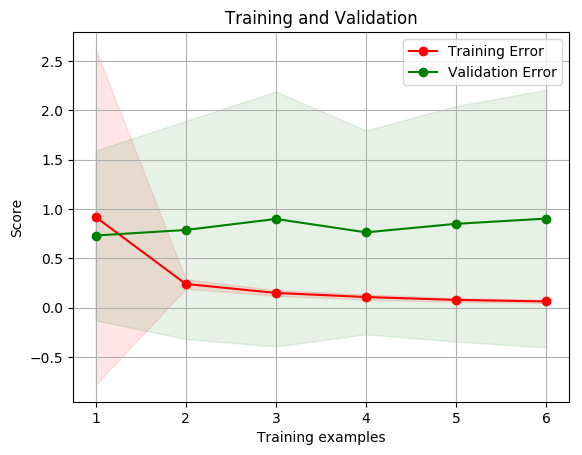 Training and Validation
Training Error
Validation Error
2.5
2.0
1.5
1.0
0.5
0.0
−0.5
Score
1 2 3 4 5 6
Training examples